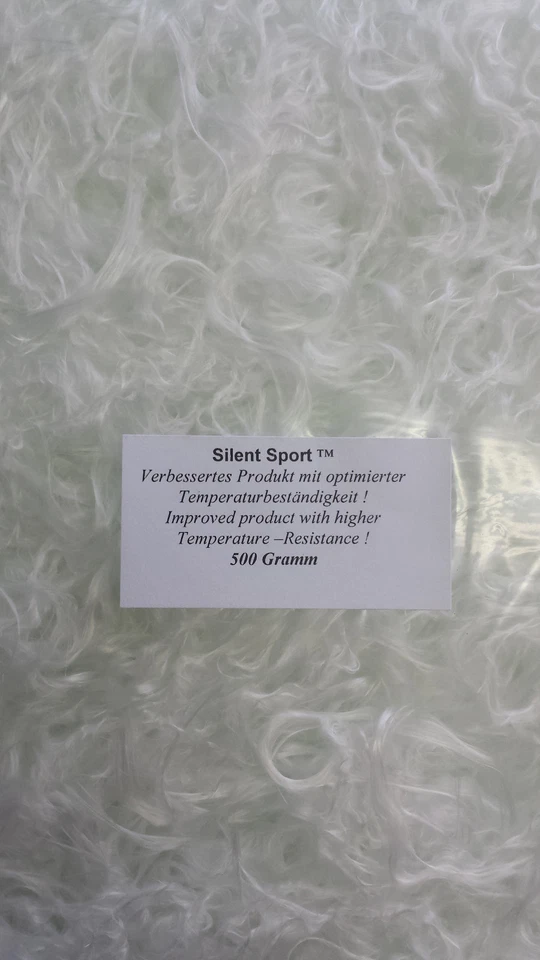 Silent Sport ™
Verbessertes Produkt mit optimierter
Temperaturbeständigkeit !
Improved product with higher
Temperature –Resistance !
500 Gramm